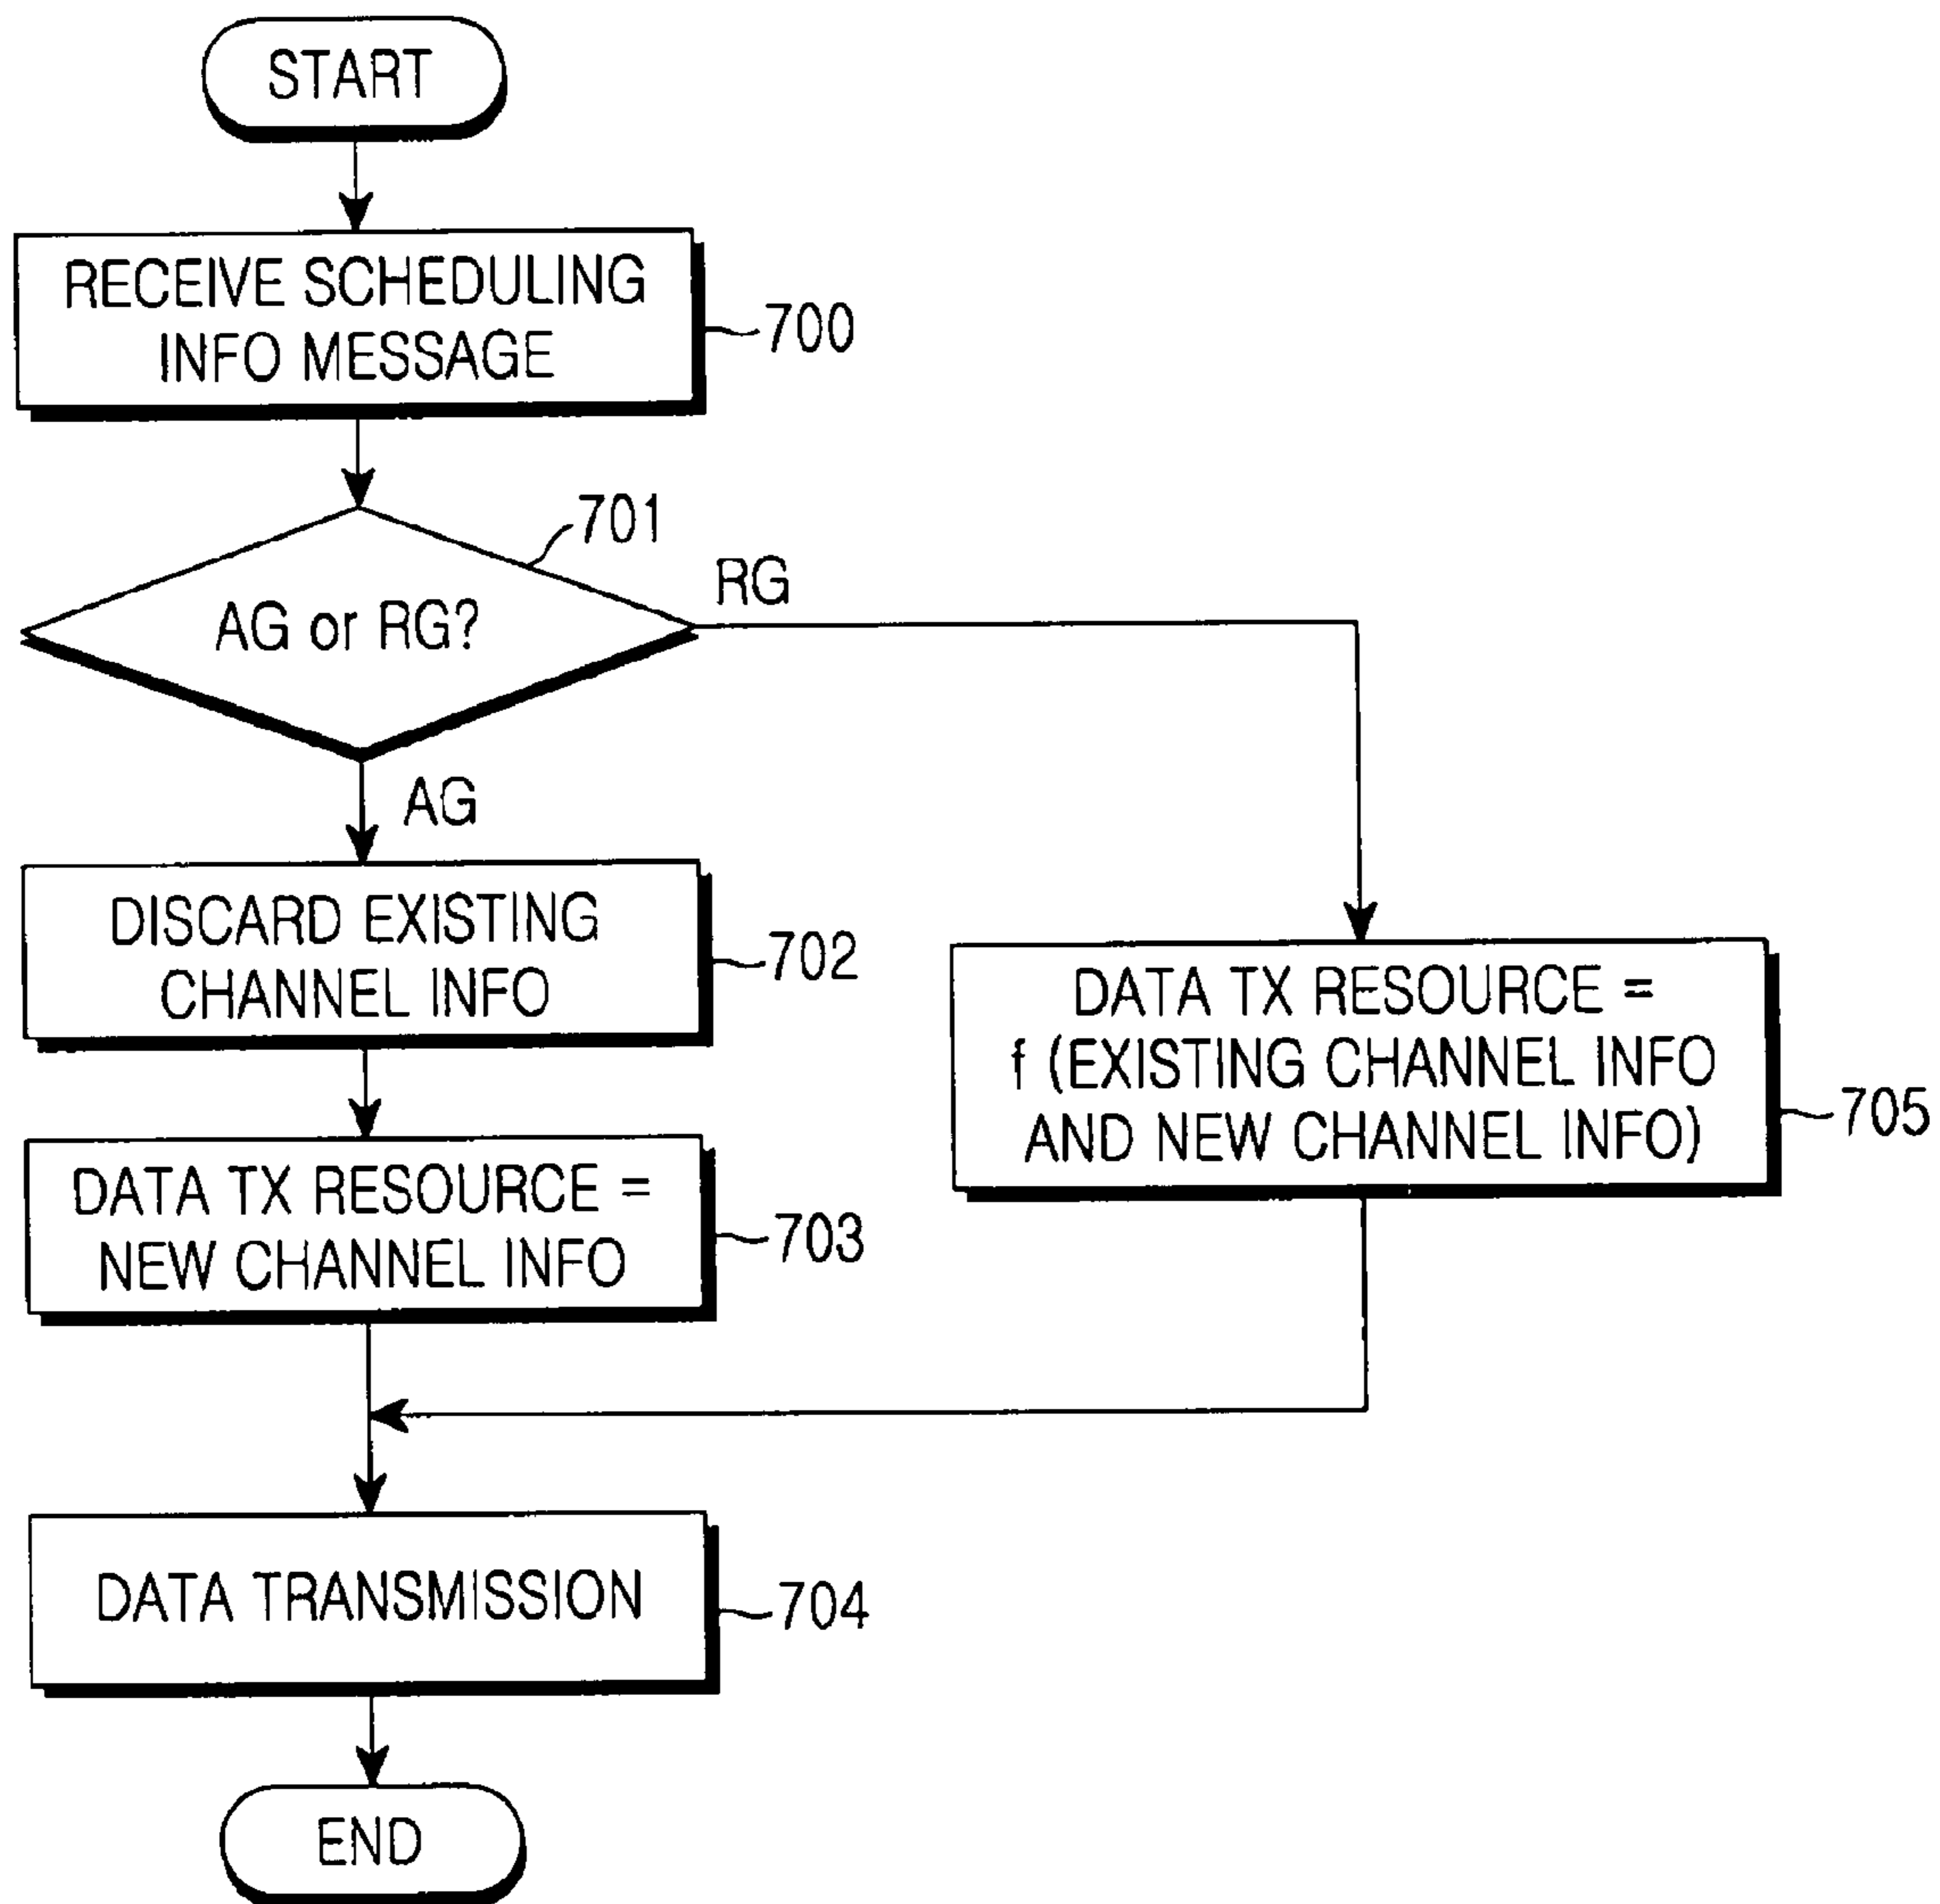 START
RECEIVE SCHEDULING
INFO MESSAGE
700
701
AG or RG?
RG
AG
DISCARD EXISTING
CHANNEL INFO
702
DATA TX RESOURCE =
f (EXISTING CHANNEL INFO
AND NEW CHANNEL INFO)
705
DATA TX RESOURCE =
NEW CHANNEL INFO
703
DATA TRANSMISSION
704
END